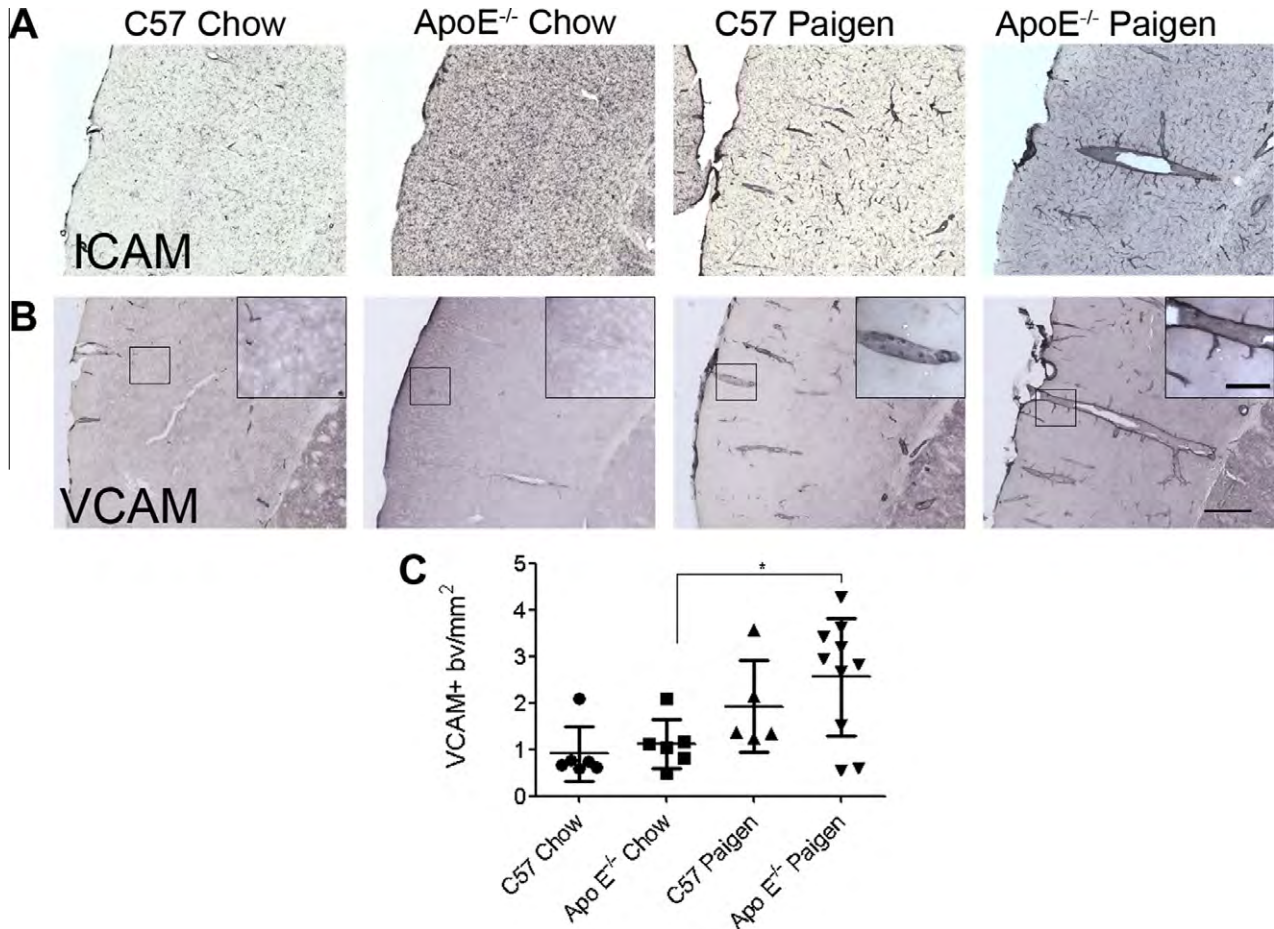 A
C57 Chow
ApoE-/- Chow
C57 Paigen
ApoE-/- Paigen
ICAM
B
VCAM
C
*
VCAM+ bv/mm2
5
4
3
2
1
0
C57 Chow
Apo E-/- Chow
C57 Paigen
Apo E-/- Paigen